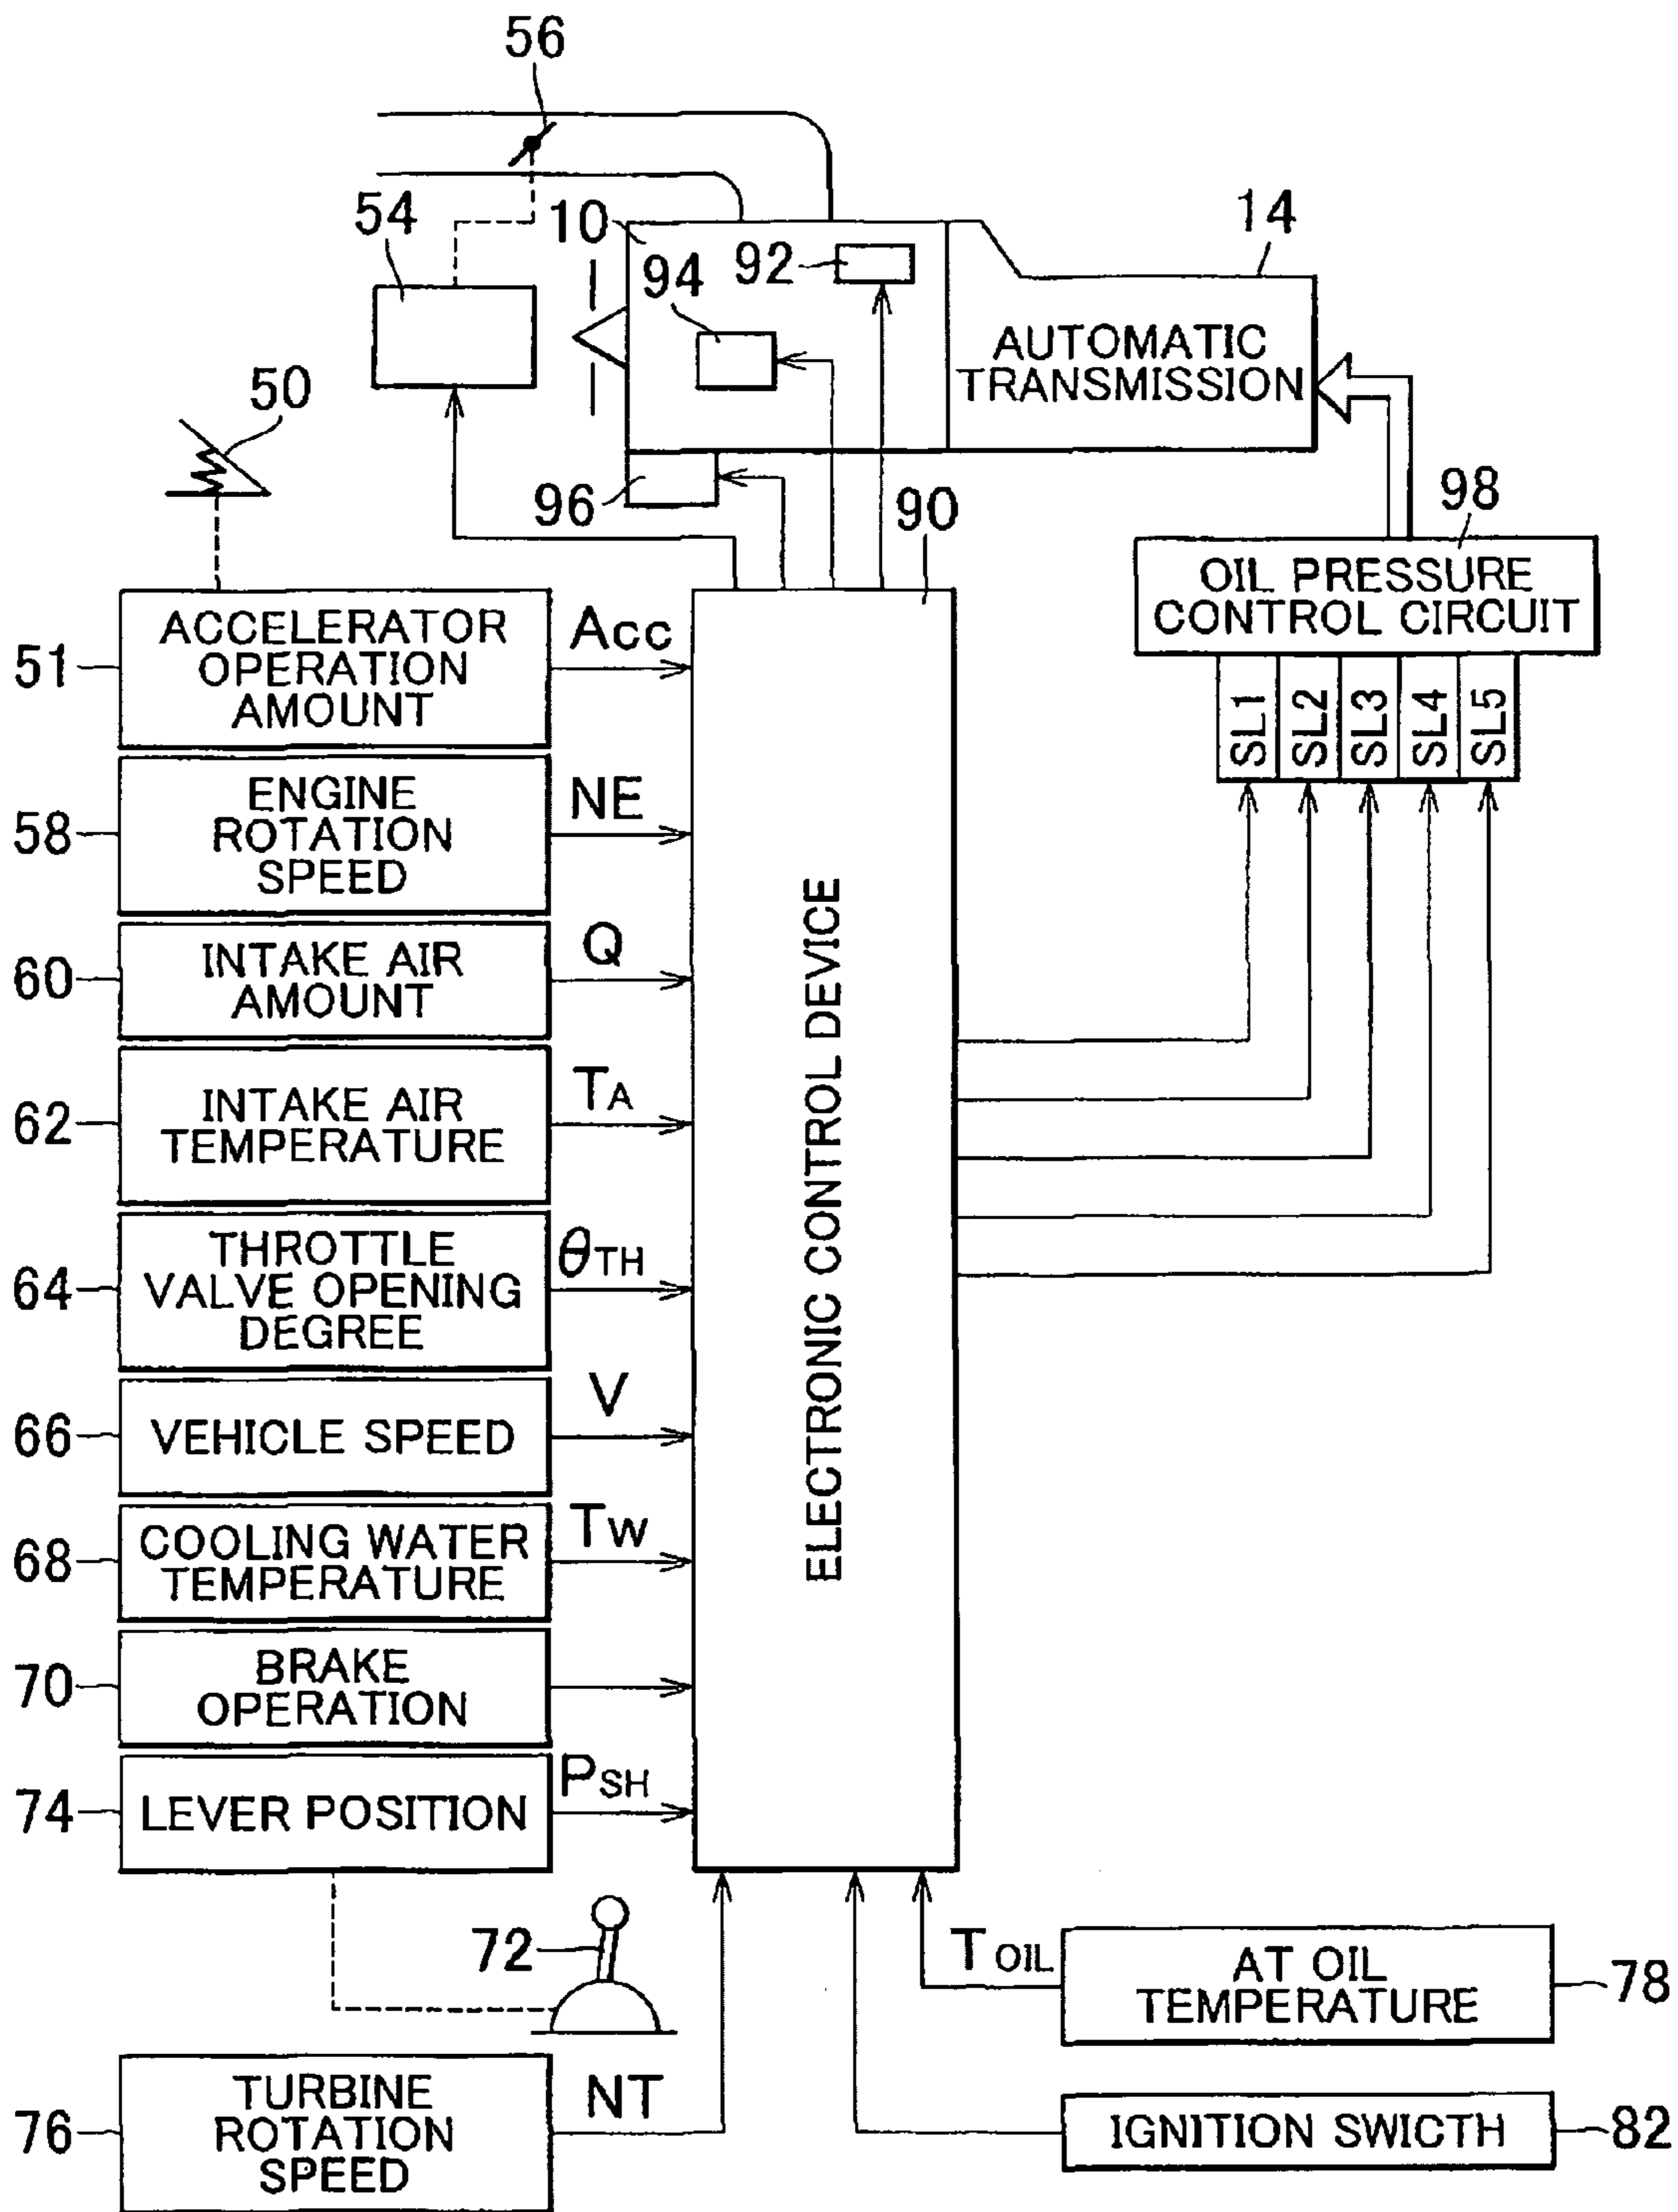 56
54
10
92
94
14
AUTOMATIC
TRANSMISSION
50
96
90
98
OIL PRESSURE
CONTROL CIRCUIT
SL1
SL2
SL3
SL4
SL5
51
ACCELERATOR
OPERATION
AMOUNT
Acc
58
ENGINE
ROTATION
SPEED
NE
60
INTAKE AIR
AMOUNT
Q
62
INTAKE AIR
TEMPERATURE
TA
64
THROTTLE
VALVE OPENING
DEGREE
θTH
66
VEHICLE SPEED
V
68
COOLING WATER
TEMPERATURE
Tw
70
BRAKE
OPERATION
74
LEVER POSITION
PSH
ELECTRONIC CONTROL DEVICE
72
TOIL
AT OIL
TEMPERATURE
78
76
TURBINE
ROTATION
SPEED
NT
IGNITION SWICTH
82